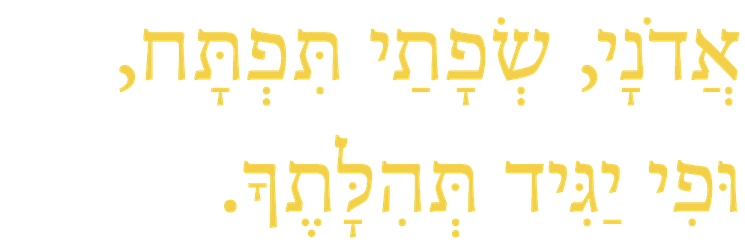 אֲדֹנָי, שְׂפָתַי תִּפְתָּח,
וּפִי יַגִּיד תְּהִלָּתֶךָ.